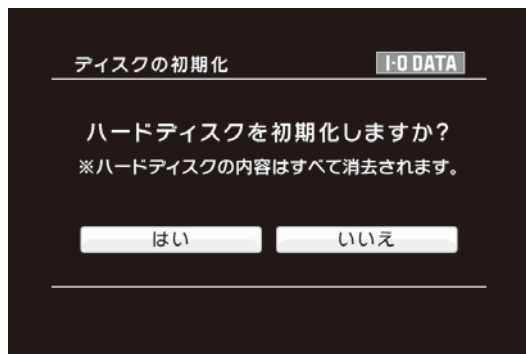 ディスクの初期化 I-O DATA
ハードディスクを初期化しますか?
※ハードディスクの内容はすべて消去されます。
はい いいえ